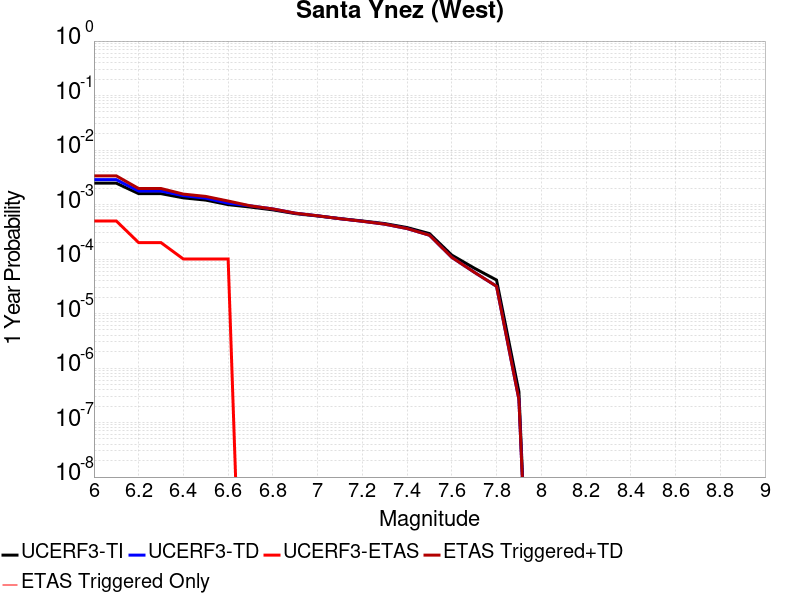 Santa Ynez (West)
10^0
10^-1
10^-2
10^-3
10^-4
10^-5
10^-6
10^-7
10^-8
1 Year Probability
6 6.2 6.4 6.6 6.8 7 7.2 7.4 7.6 7.8 8 8.2 8.4 8.6 8.8 9
Magnitude
UCERF3-TI UCERF3-TD UCERF3-ETAS ETAS Triggered+TD
ETAS Triggered Only